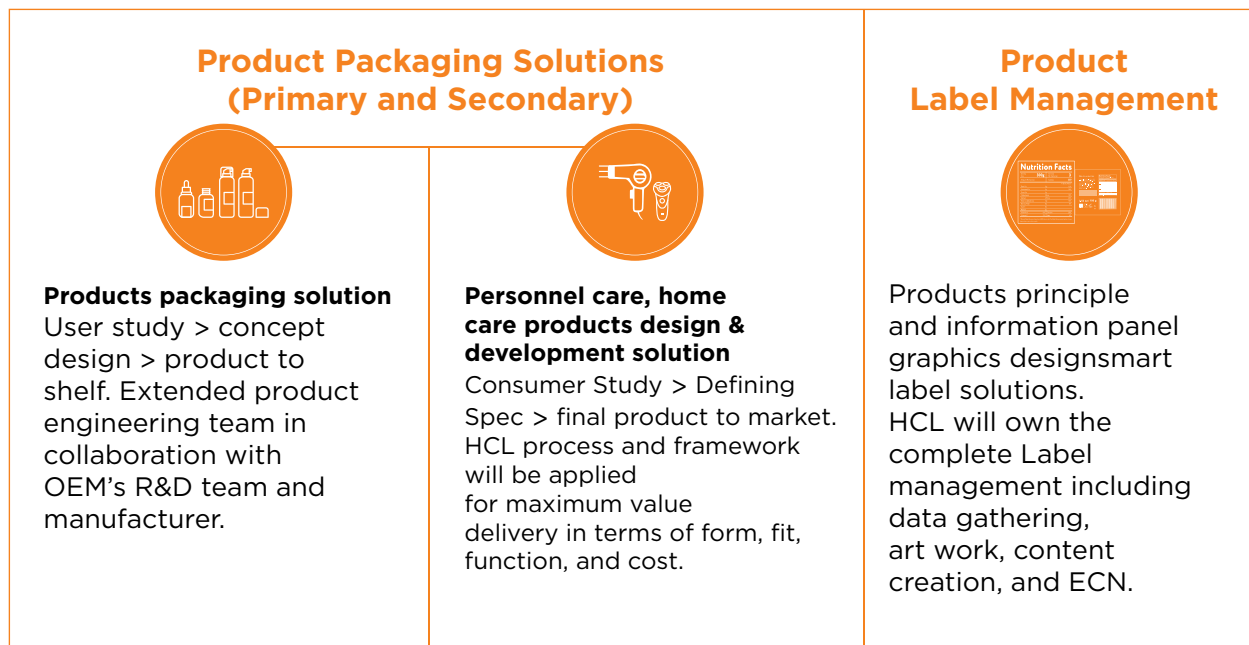 Product Packaging Solutions
(Primary and Secondary)
Products packaging solution
User study > concept
design > product to
shelf. Extended product
engineering team in
collaboration with
OEM’s R&D team and
manufacturer.
Personnel care, home
care products design &
development solution
Consumer Study > Defining
Spec > final product to market.
HCL process and framework
will be applied
for maximum value
delivery in terms of form, fit,
function, and cost.
Product
Label Management
Nutrition Facts
Products principle
and information panel
graphics designsmart
label solutions.
HCL will own the
complete Label
management including
data gathering,
art work, content
creation, and ECN.